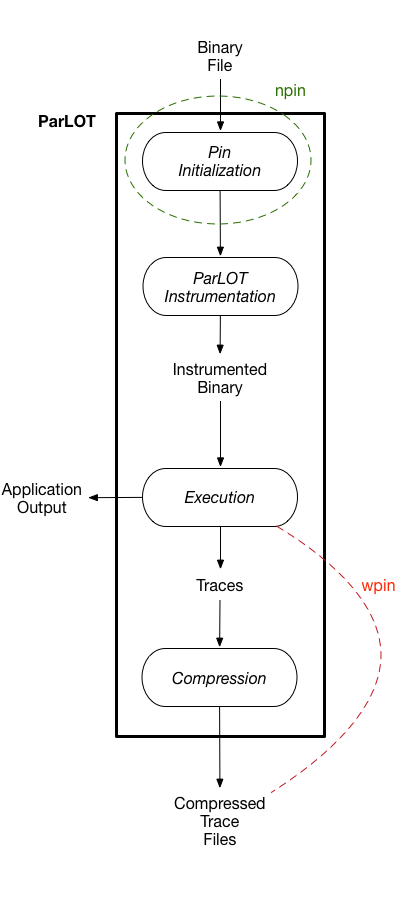 Binary
File
npin
ParLOT
Pin
Initialization
ParLOT
Instrumentation
Instrumented
Binary
Application
Output
Execution
Traces
wpin
Compression
Compressed
Trace
Files